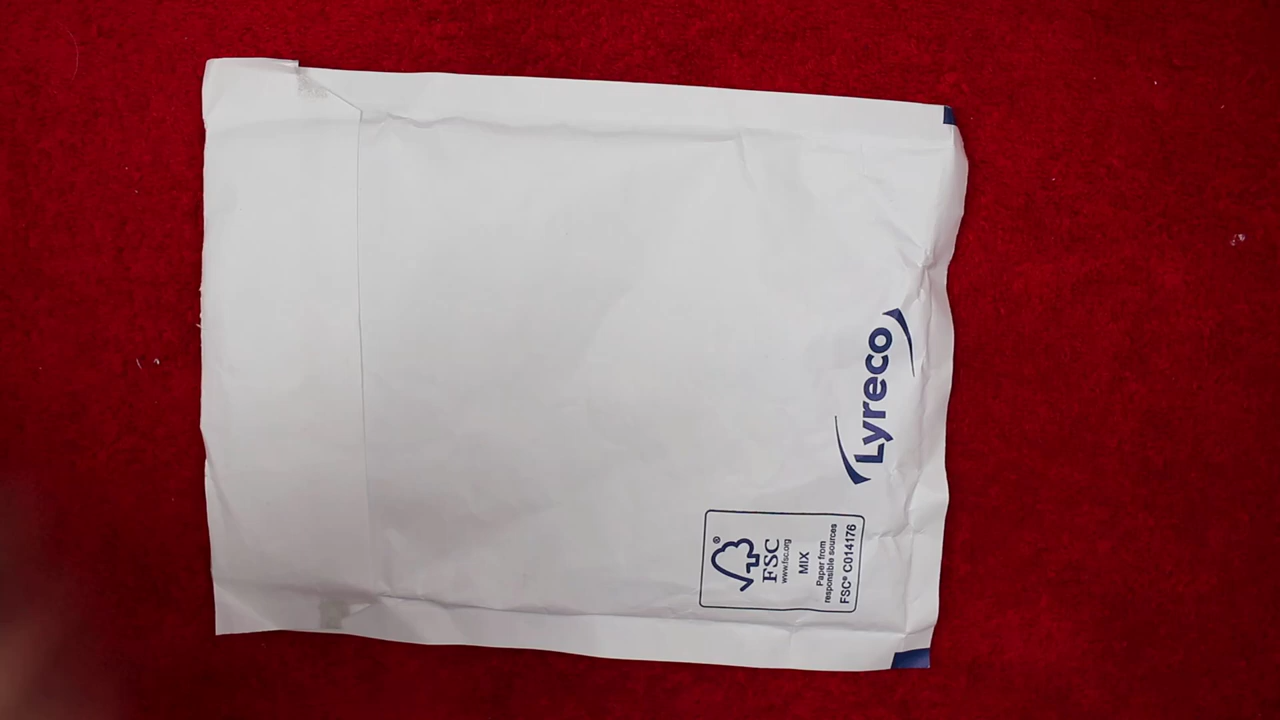 Lyreco
®
FSC
www.fsc.org
MIX
Paper from
responsible sources
FSC® C014176